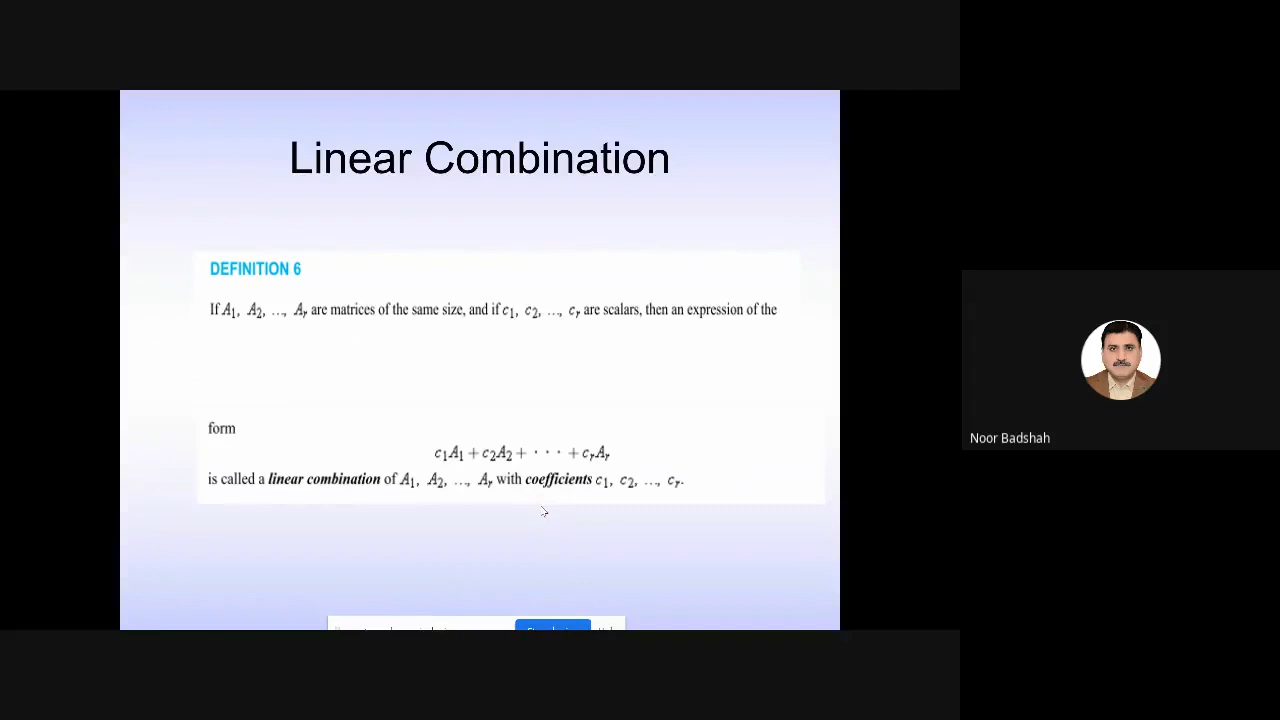 Linear Combination
DEFINITION 6
If A₁, A₂, ..., Aᵣ are matrices of the same size, and if c₁, c₂, ..., cᵣ are scalars, then an expression of the
form
c₁A₁ + c₂A₂ + · · · + cᵣAᵣ
is called a linear combination of A₁, A₂, ..., Aᵣ with coefficients c₁, c₂, ..., cᵣ.
Noor Badshah